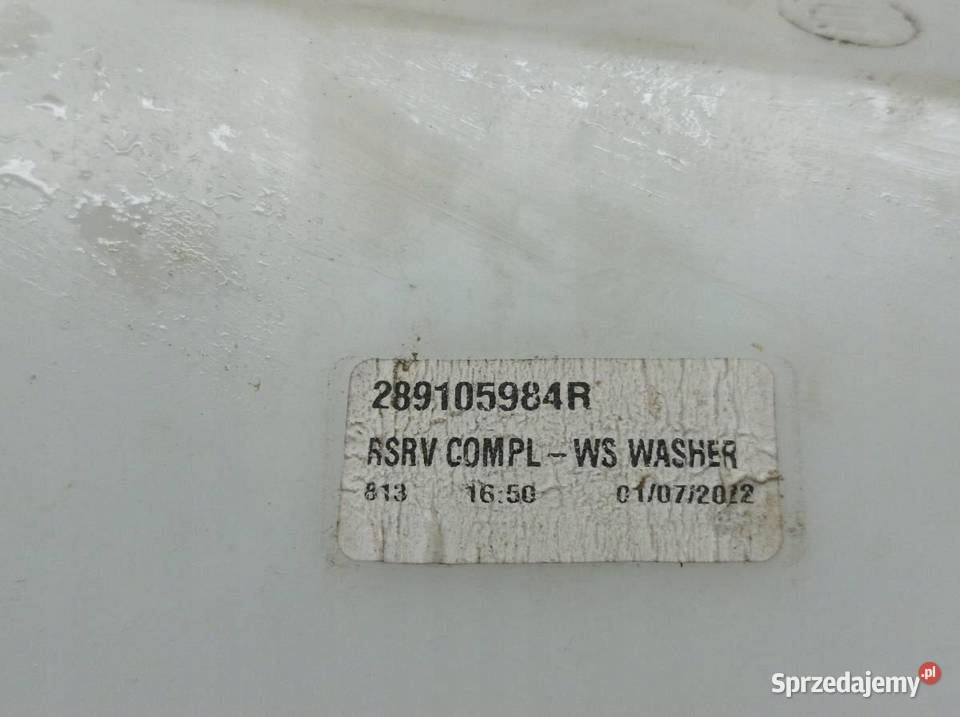 289105984R
RSRV COMPL - WS WASHER
813 16:50 01/07/2022
Sprzedajemy.pl